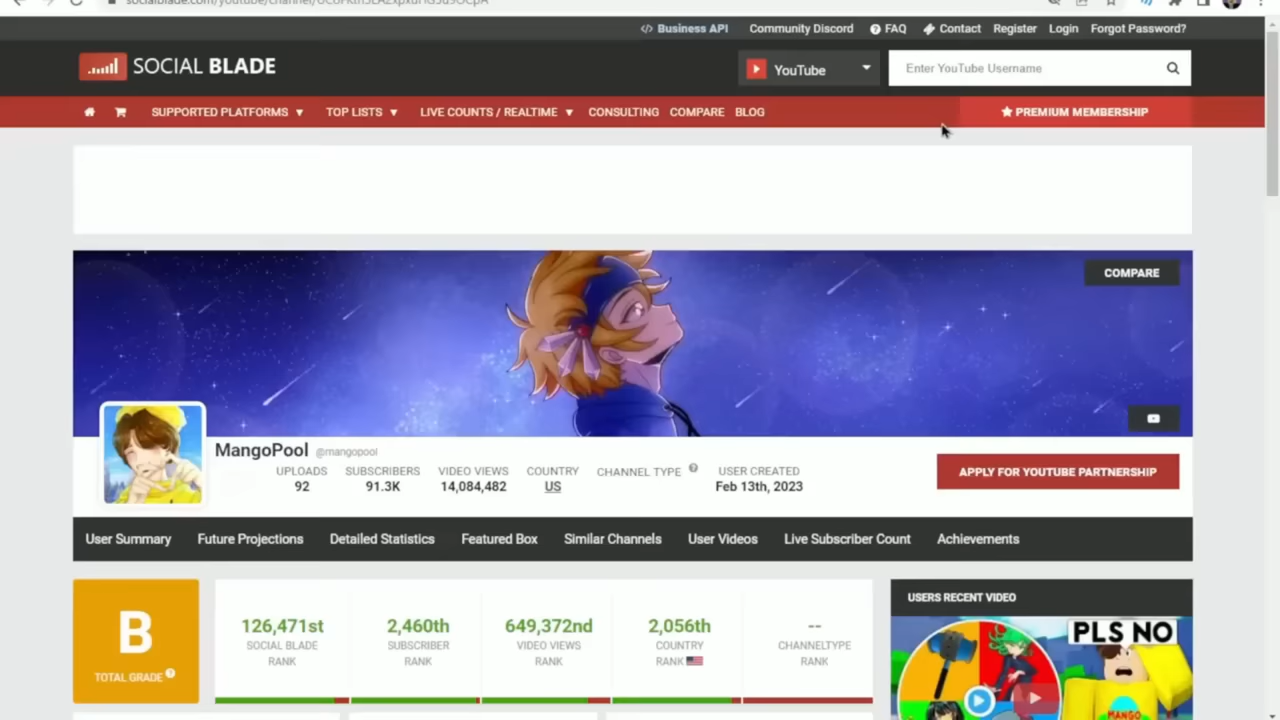 Business API Community Discord FAQ Contact Register Login Forgot Password?
SOCIAL BLADE
YouTube
Enter YouTube Username
SUPPORTED PLATFORMS TOP LISTS LIVE COUNTS / REALTIME CONSULTING COMPARE BLOG
PREMIUM MEMBERSHIP
COMPARE
MangoPool @mangopool
UPLOADS SUBSCRIBERS VIDEO VIEWS COUNTRY CHANNEL TYPE USER CREATED
92 91.3K 14,084,482 US Feb 13th, 2023
APPLY FOR YOUTUBE PARTNERSHIP
User Summary Future Projections Detailed Statistics Featured Box Similar Channels User Videos Live Subscriber Count Achievements
B
TOTAL GRADE
126,471st 2,460th 649,372nd 2,056th --
SOCIAL BLADE SUBSCRIBER VIDEO VIEWS COUNTRY CHANNELTYPE
RANK RANK RANK RANK RANK
USERS RECENT VIDEO
PLS NO
MANGO